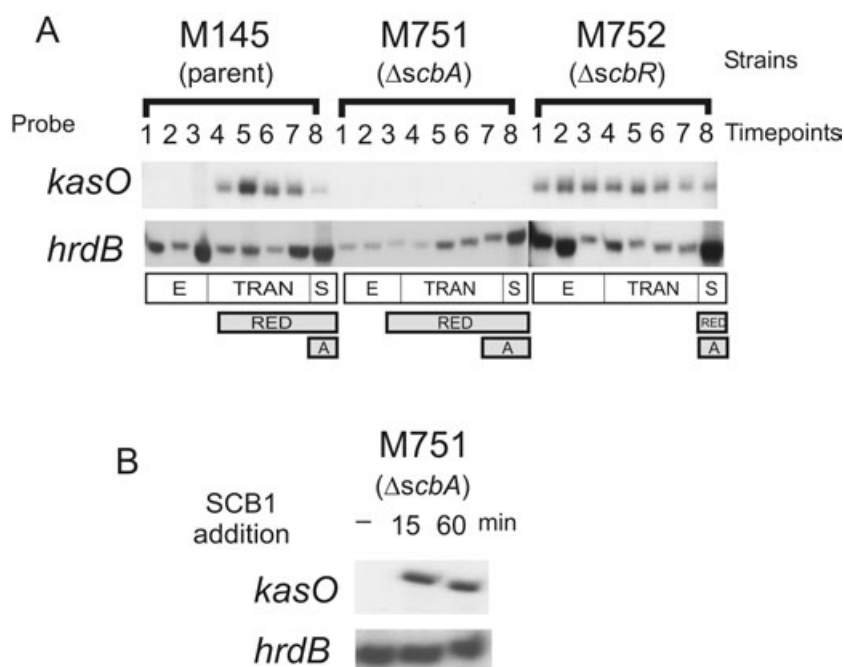 A
M145 M751 M752
(parent) (ΔscbA) (ΔscbR) Strains
Probe 1 2 3 4 5 6 7 8 1 2 3 4 5 6 7 8 1 2 3 4 5 6 7 8 Timepoints
kasO
hrdB
E TRAN S E TRAN S E TRAN S
RED RED RED
A A A
B
M751
(ΔscbA)
SCB1
addition
– 15 60 min
kasO
hrdB